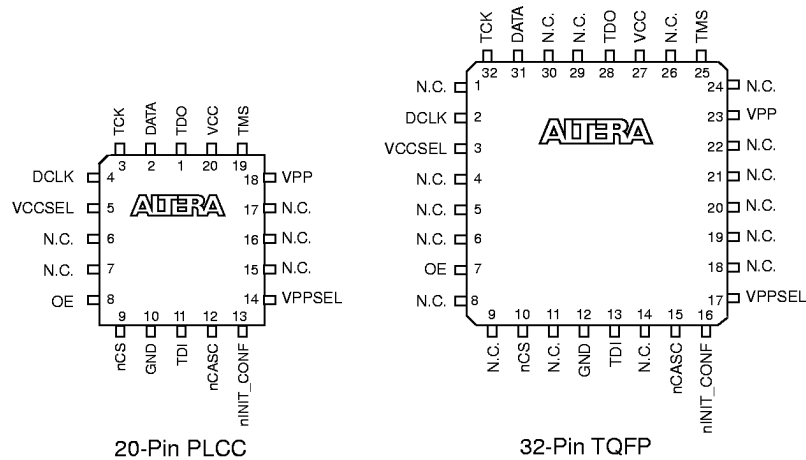 TCK DATA TDO VCC TMS
3 2 1 20 19
DCLK 4 18 VPP
ALTERA
VCCSEL 5 17 N.C.
N.C. 6 16 N.C.
N.C. 7 15 N.C.
OE 8 14 VPPSEL
9 10 11 12 13
nCS GND TDI nCASC nINIT_CONF
20-Pin PLCC
TCK DATA N.C. N.C. TDO VCC N.C. TMS
32 31 30 29 28 27 26 25
N.C. 1 24 N.C.
DCLK 2 23 VPP
ALTERA
VCCSEL 3 22 N.C.
N.C. 4 21 N.C.
N.C. 5 20 N.C.
N.C. 6 19 N.C.
OE 7 18 N.C.
N.C. 8 17 VPPSEL
9 10 11 12 13 14 15 16
N.C. nCS N.C. GND TDI N.C. nCASC nINIT_CONF
32-Pin TQFP